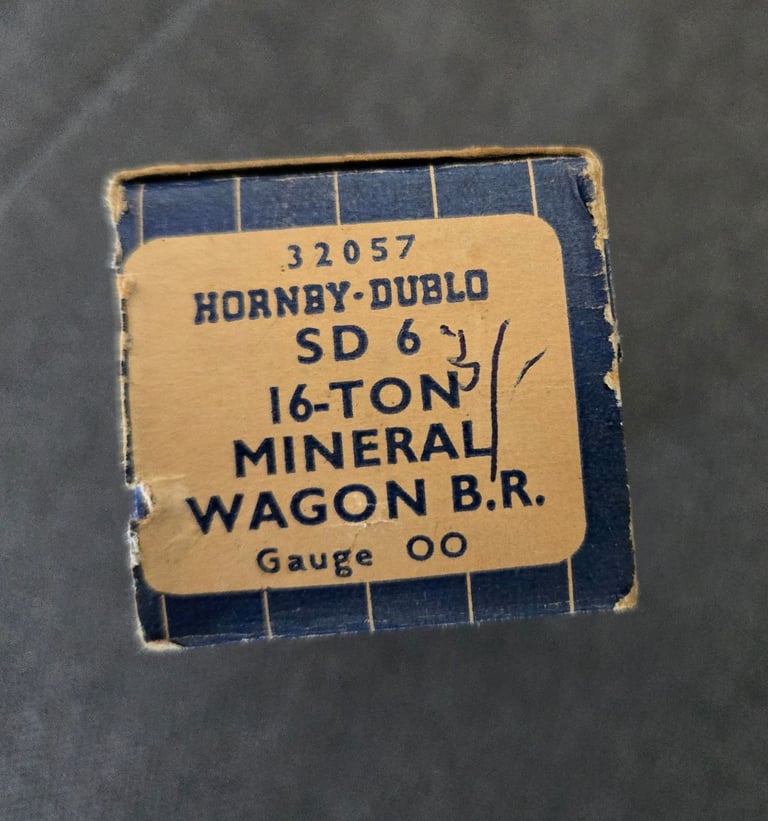 32057
HORNBY·DUBLO
SD 6
16-TON
MINERAL
WAGON B.R.
Gauge OO